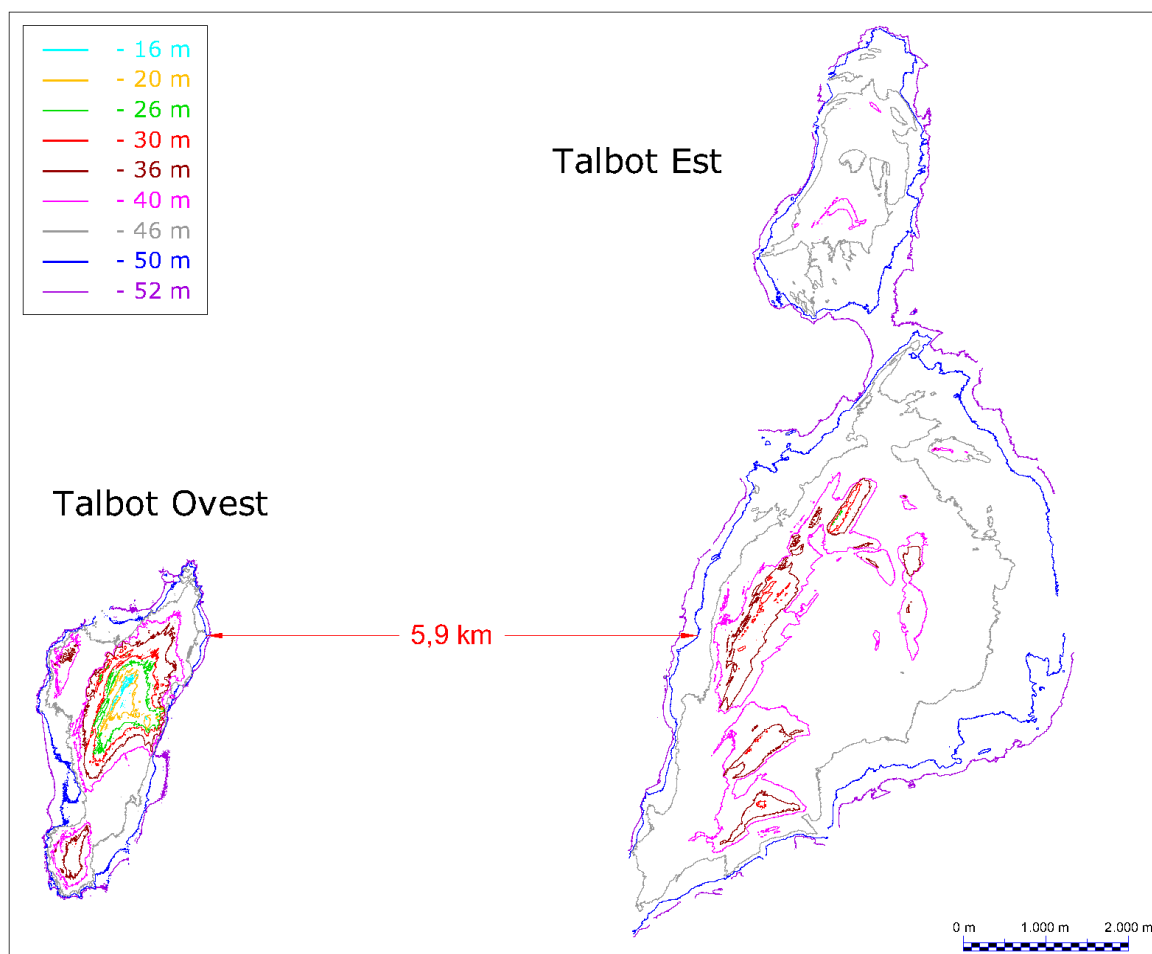 - 16 m
- 20 m
- 26 m
- 30 m
- 36 m
- 40 m
- 46 m
- 50 m
- 52 m
Talbot Est
Talbot Ovest
5,9 km
0 m 1.000 m 2.000 m